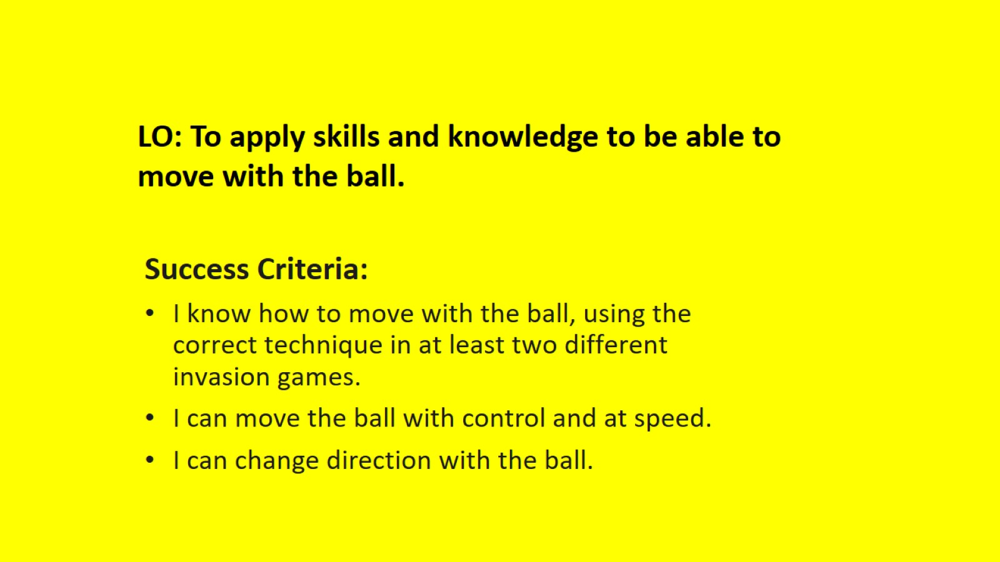 LO: To apply skills and knowledge to be able to
move with the ball.
Success Criteria:
• I know how to move with the ball, using the
correct technique in at least two different
invasion games.
• I can move the ball with control and at speed.
• I can change direction with the ball.